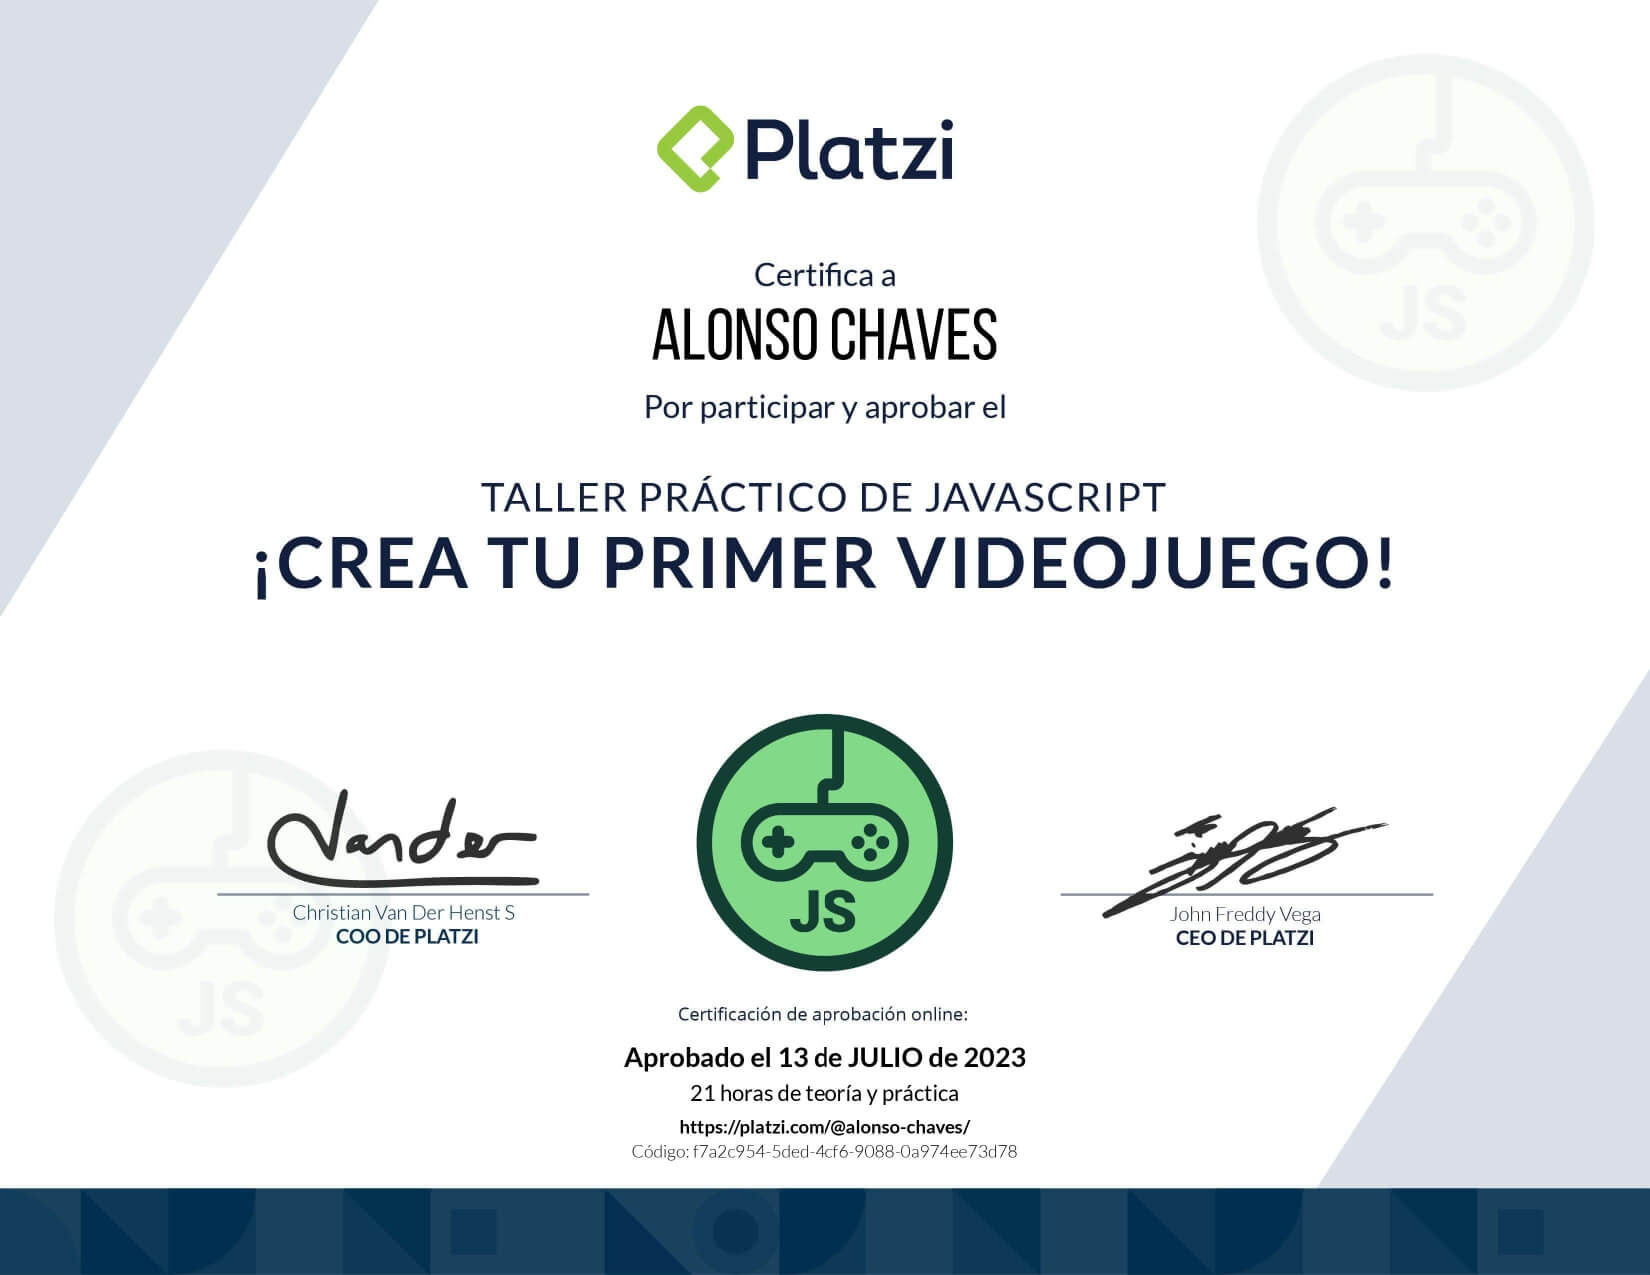 Platzi
Certifica a
ALONSO CHAVES
Por participar y aprobar el
TALLER PRÁCTICO DE JAVASCRIPT
¡CREA TU PRIMER VIDEOJUEGO!
JS
Vander
Christian Van Der Henst S
COO DE PLATZI
JS
JS
John Freddy Vega
CEO DE PLATZI
Certificación de aprobación online:
Aprobado el 13 de JULIO de 2023
21 horas de teoría y práctica
https://platzi.com/@alonso-chaves/
Código: f7a2c954-5ded-4cf6-9088-0a974ee73d78